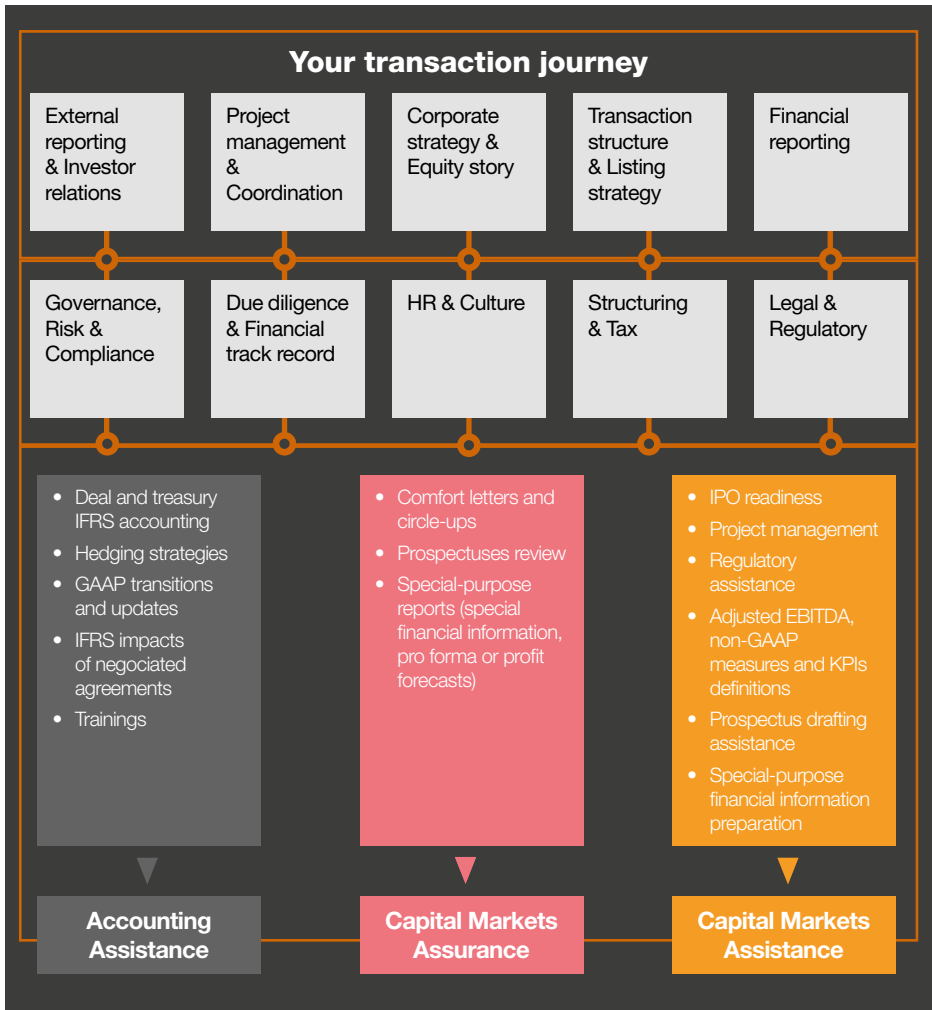 Your transaction journey
External
reporting
& Investor
relations
Project
management
&
Coordination
Corporate
strategy &
Equity story
Transaction
structure
& Listing
strategy
Financial
reporting
Governance,
Risk &
Compliance
Due diligence
& Financial
track record
HR & Culture
Structuring
& Tax
Legal &
Regulatory
• Deal and treasury
IFRS accounting
• Hedging strategies
• GAAP transitions
and updates
• IFRS impacts
of negociated
agreements
• Trainings
• Comfort letters and
circle-ups
• Prospectuses review
• Special-purpose
reports (special
financial information,
pro forma or profit
forecasts)
• IPO readiness
• Project management
• Regulatory
assistance
• Adjusted EBITDA,
non-GAAP
measures and KPIs
definitions
• Prospectus drafting
assistance
• Special-purpose
financial information
preparation
Accounting
Assistance
Capital Markets
Assurance
Capital Markets
Assistance